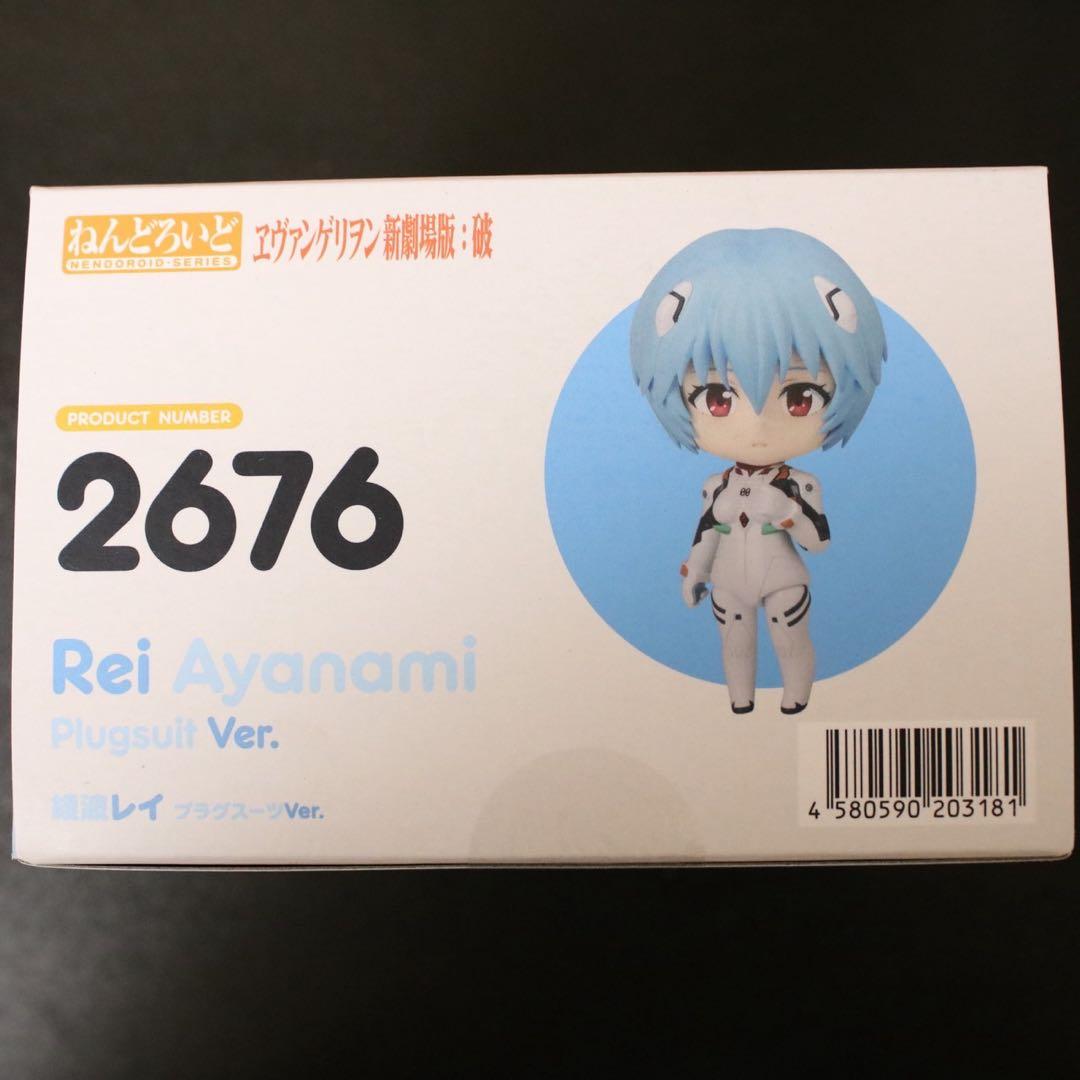 ねんどろいど
NENDOROID-SERIES
ヱヴァンゲリヲン新劇場版：破
PRODUCT NUMBER
2676
Rei Ayanami
Plugsuit Ver.
綾波レイ プラグスーツVer.
00
4 580590 203181